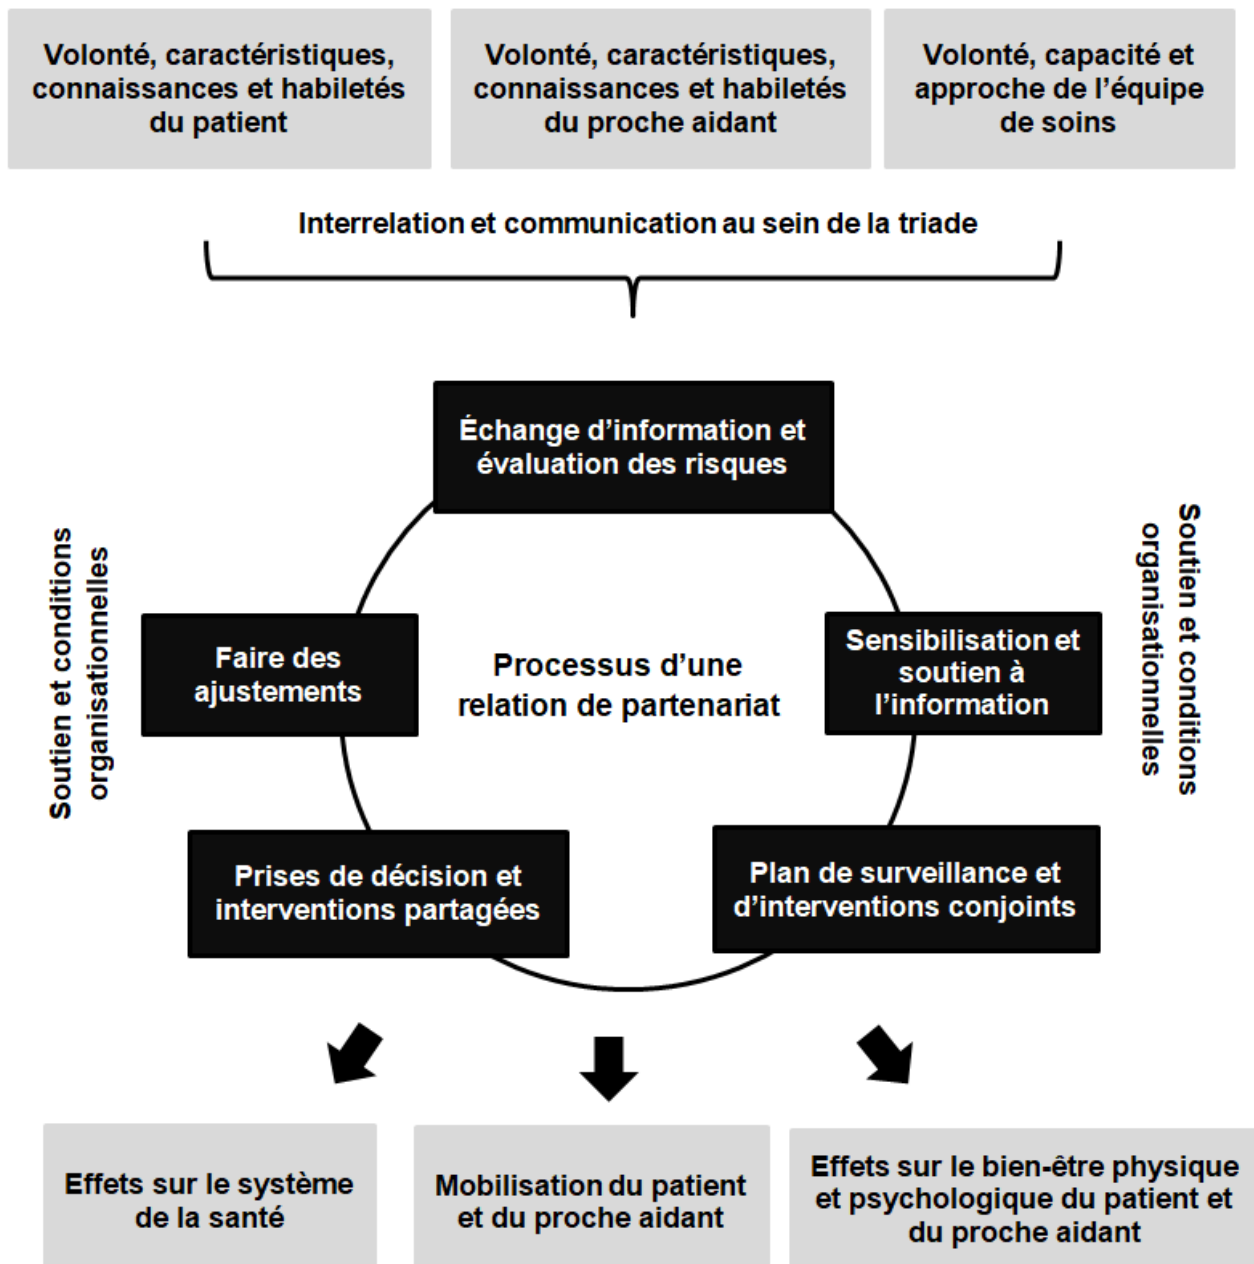 Volonté, caractéristiques,
connaissances et habiletés
du patient
Volonté, caractéristiques,
connaissances et habiletés
du proche aidant
Volonté, capacité et
approche de l’équipe
de soins
Interrelation et communication au sein de la triade
Échange d’information et
évaluation des risques
Soutien et conditions
organisationnelles
Faire des
ajustements
Processus d’une
relation de partenariat
Sensibilisation et
soutien à
l’information
Soutien et conditions
organisationnelles
Prises de décision et
interventions partagées
Plan de surveillance et
d’interventions conjoints
Effets sur le système
de la santé
Mobilisation du patient
et du proche aidant
Effets sur le bien-être physique
et psychologique du patient et
du proche aidant